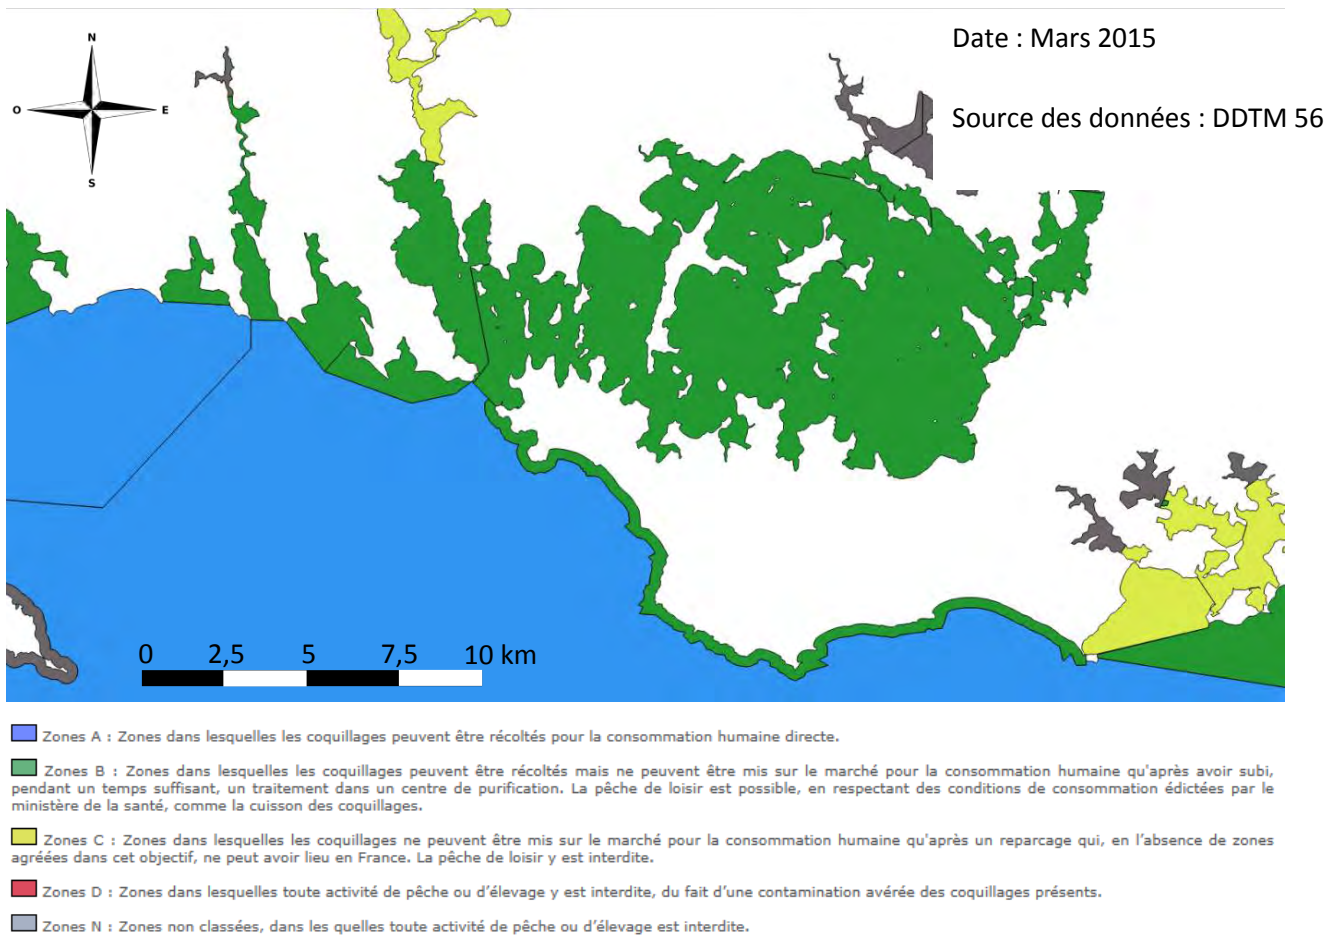 N
O
E
S
Date : Mars 2015
Source des données : DDTM 56
0 2,5 5 7,5 10 km
Zones A : Zones dans lesquelles les coquillages peuvent être récoltés pour la consommation humaine directe.
Zones B : Zones dans lesquelles les coquillages peuvent être récoltés mais ne peuvent être mis sur le marché pour la consommation humaine qu'après avoir subi,
pendant un temps suffisant, un traitement dans un centre de purification. La pêche de loisir est possible, en respectant des conditions de consommation édictées par le
ministère de la santé, comme la cuisson des coquillages.
Zones C : Zones dans lesquelles les coquillages ne peuvent être mis sur le marché pour la consommation humaine qu'après un reparcage qui, en l'absence de zones
agréées dans cet objectif, ne peut avoir lieu en France. La pêche de loisir y est interdite.
Zones D : Zones dans lesquelles toute activité de pêche ou d'élevage y est interdite, du fait d'une contamination avérée des coquillages présents.
Zones N : Zones non classées, dans les quelles toute activité de pêche ou d'élevage est interdite.